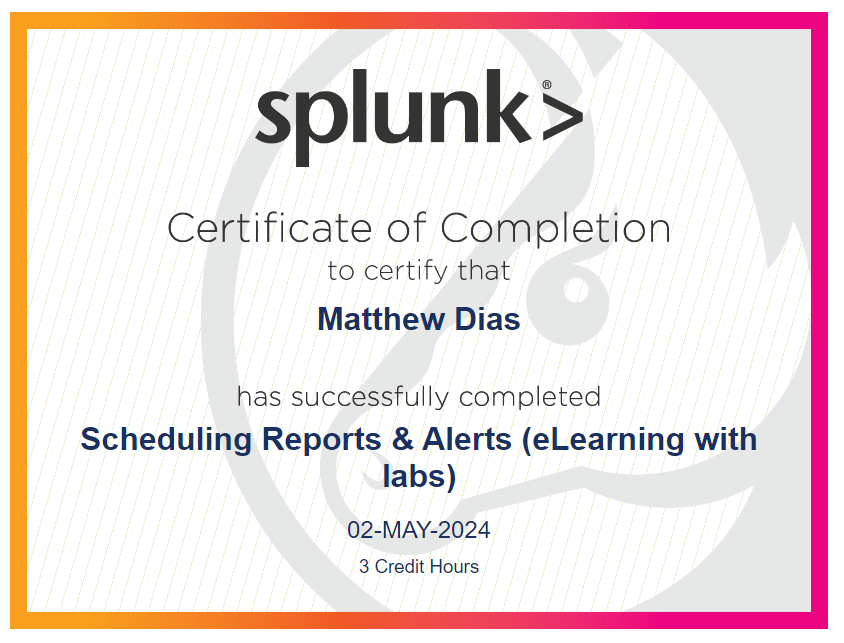 splunk®>
Certificate of Completion
to certify that
Matthew Dias
has successfully completed
Scheduling Reports & Alerts (eLearning with
labs)
02-MAY-2024
3 Credit Hours